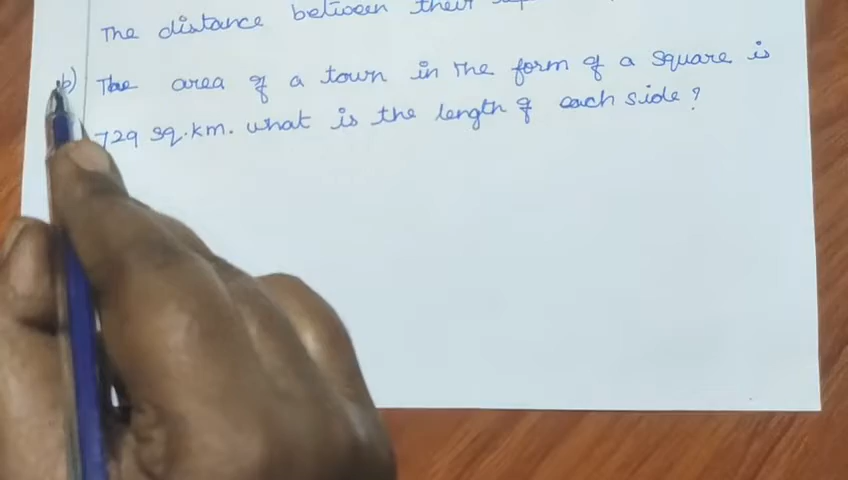 The distance between their
b) The area of a town in the form of a square is
729 sq.km. what is the length of each side?